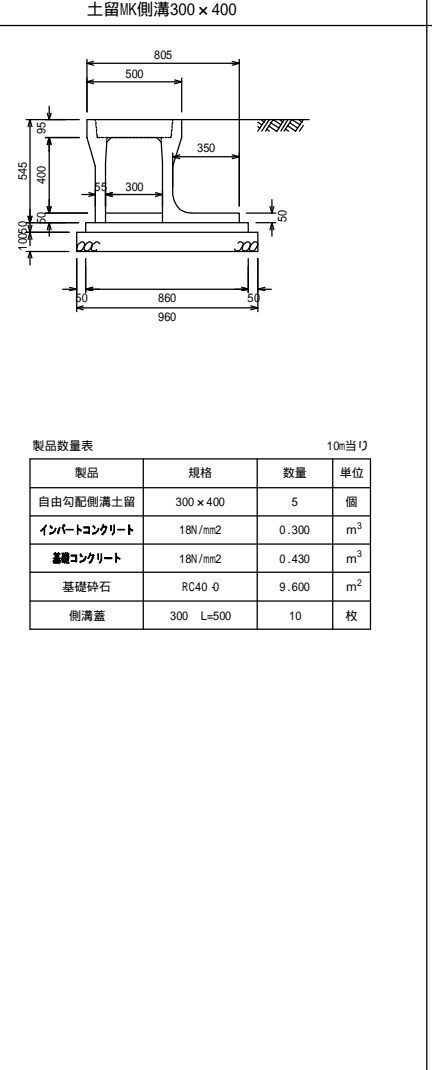 土留MK側溝300×400
805
500
95
350
545
400
55
300
50
50
50
100
50
860
50
960
製品数量表 10m当り
製品 規格 数量 単位
自由勾配側溝土留 300×400 5 個
インバートコンクリート 18N/mm2 0.300 m3
基礎コンクリート 18N/mm2 0.430 m3
基礎砕石 RC40-0 9.600 m2
側溝蓋 300 L=500 10 枚